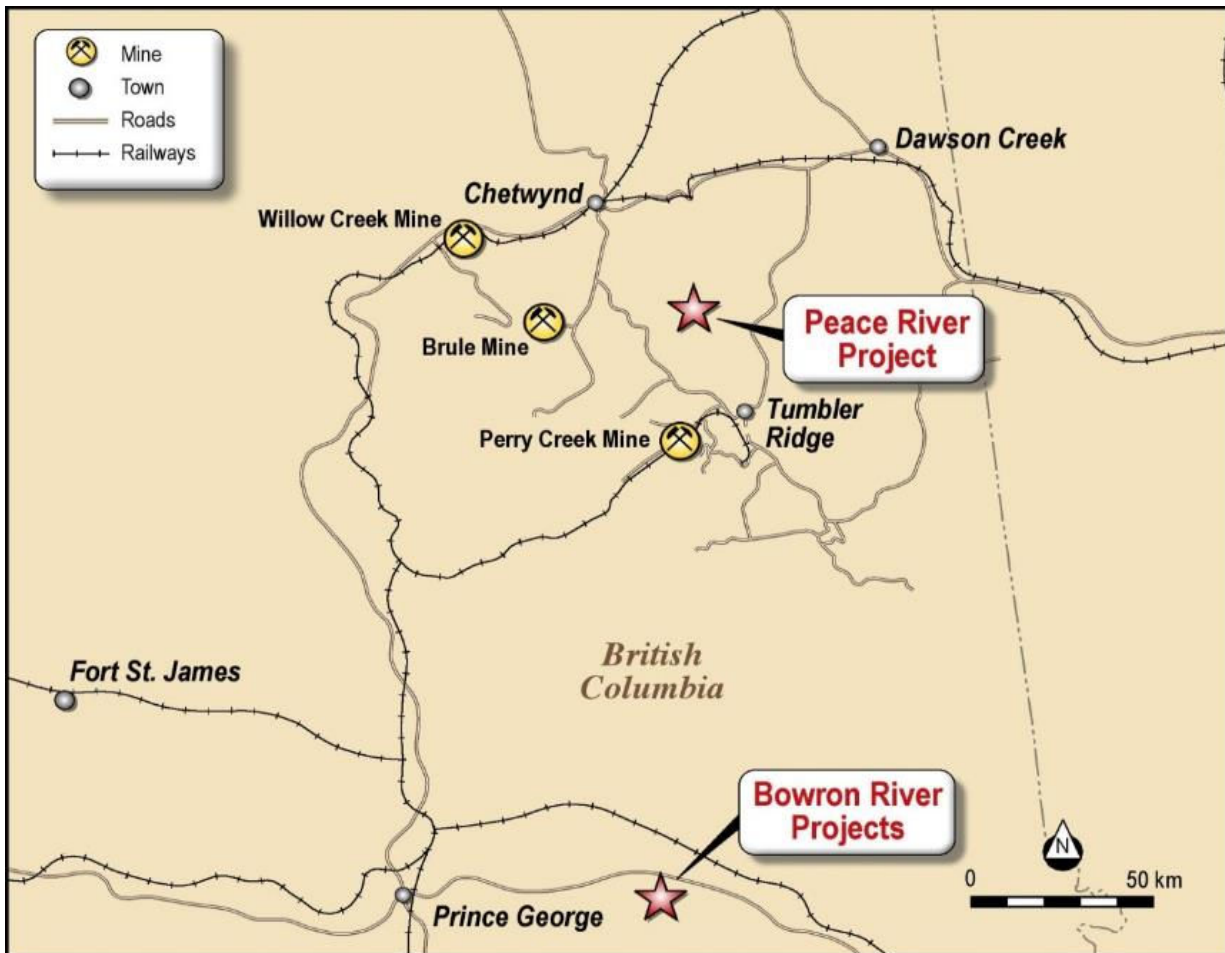 Mine
Town
Roads
Railways
Dawson Creek
Chetwynd
Willow Creek Mine
Brule Mine
Peace River
Project
Tumbler
Ridge
Perry Creek Mine
British
Columbia
Fort St. James
Bowron River
Projects
N
0 50 km
Prince George